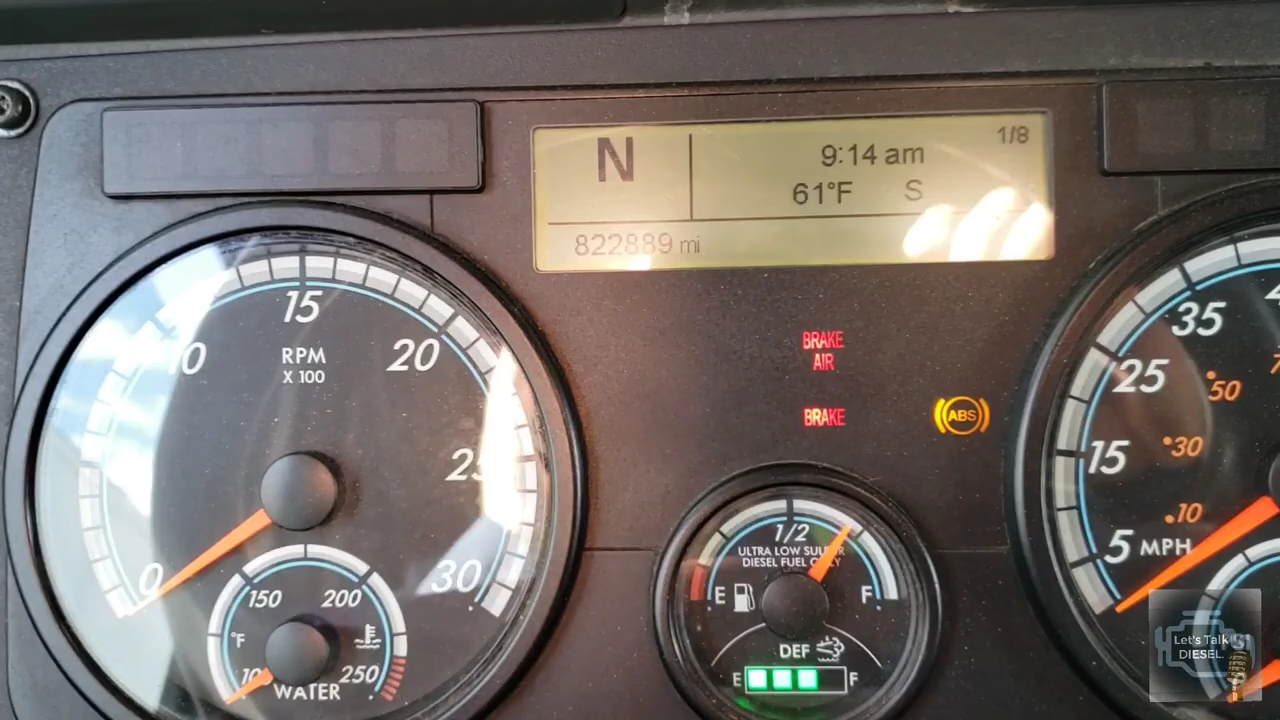 N
9:14 am
1/8
61°F S
822889 mi
15
10
20
RPM
X 100
25
0
30
150
200
°F
250
WATER
BRAKE
AIR
BRAKE
ABS
1/2
ULTRA LOW SULFUR
DIESEL FUEL ONLY
E
F
DEF
E
F
35
25
50
15
30
10
5 MPH
Let's Talk
DIESEL